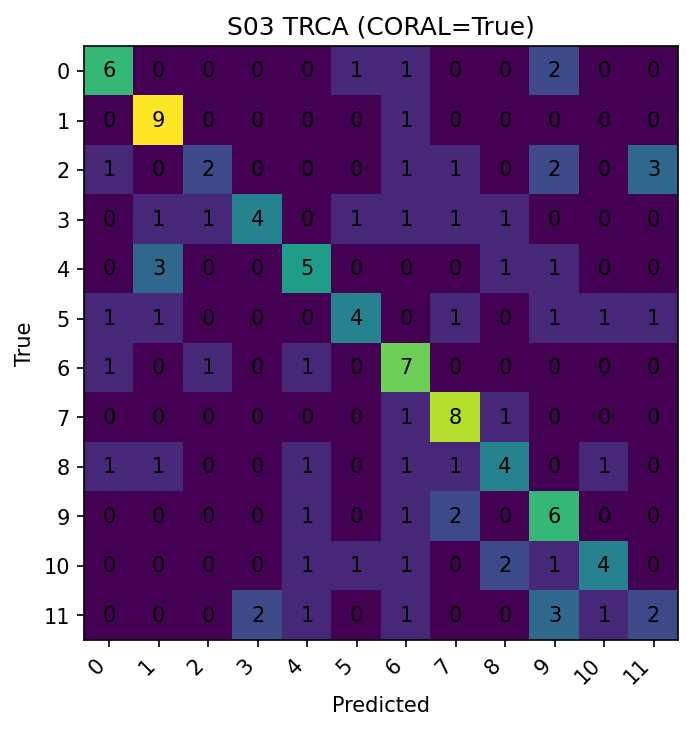 S03 TRCA (CORAL=True)
0 6 0 0 0 0 1 1 0 0 2 0 0
1 0 9 0 0 0 0 1 0 0 0 0 0
2 1 0 2 0 0 0 1 1 0 2 0 3
3 0 1 1 4 0 1 1 1 1 0 0 0
4 0 3 0 0 5 0 0 0 1 1 0 0
5 1 1 0 0 0 4 0 1 0 1 1 1
6 1 0 1 0 1 0 7 0 0 0 0 0
7 0 0 0 0 0 0 1 8 1 0 0 0
8 1 1 0 0 1 0 1 1 4 0 1 0
9 0 0 0 0 1 0 1 2 0 6 0 0
10 0 0 0 0 1 1 1 0 2 1 4 0
11 0 0 0 2 1 0 1 0 0 3 1 2
True
0 1 2 3 4 5 6 7 8 9 10 11
Predicted